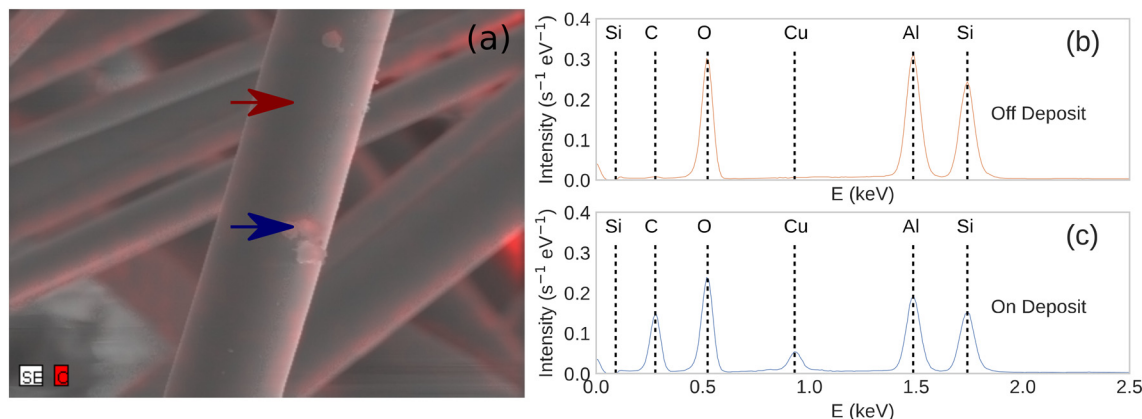 (a)
SE C
Si C O Cu Al Si
(b)
Off Deposit
Intensity (s⁻¹ eV⁻¹)
0.4
0.3
0.2
0.1
0.0
E (keV)
Si C O Cu Al Si
(c)
On Deposit
Intensity (s⁻¹ eV⁻¹)
0.4
0.3
0.2
0.1
0.0
0.0 0.5 1.0 1.5 2.0 2.5
E (keV)